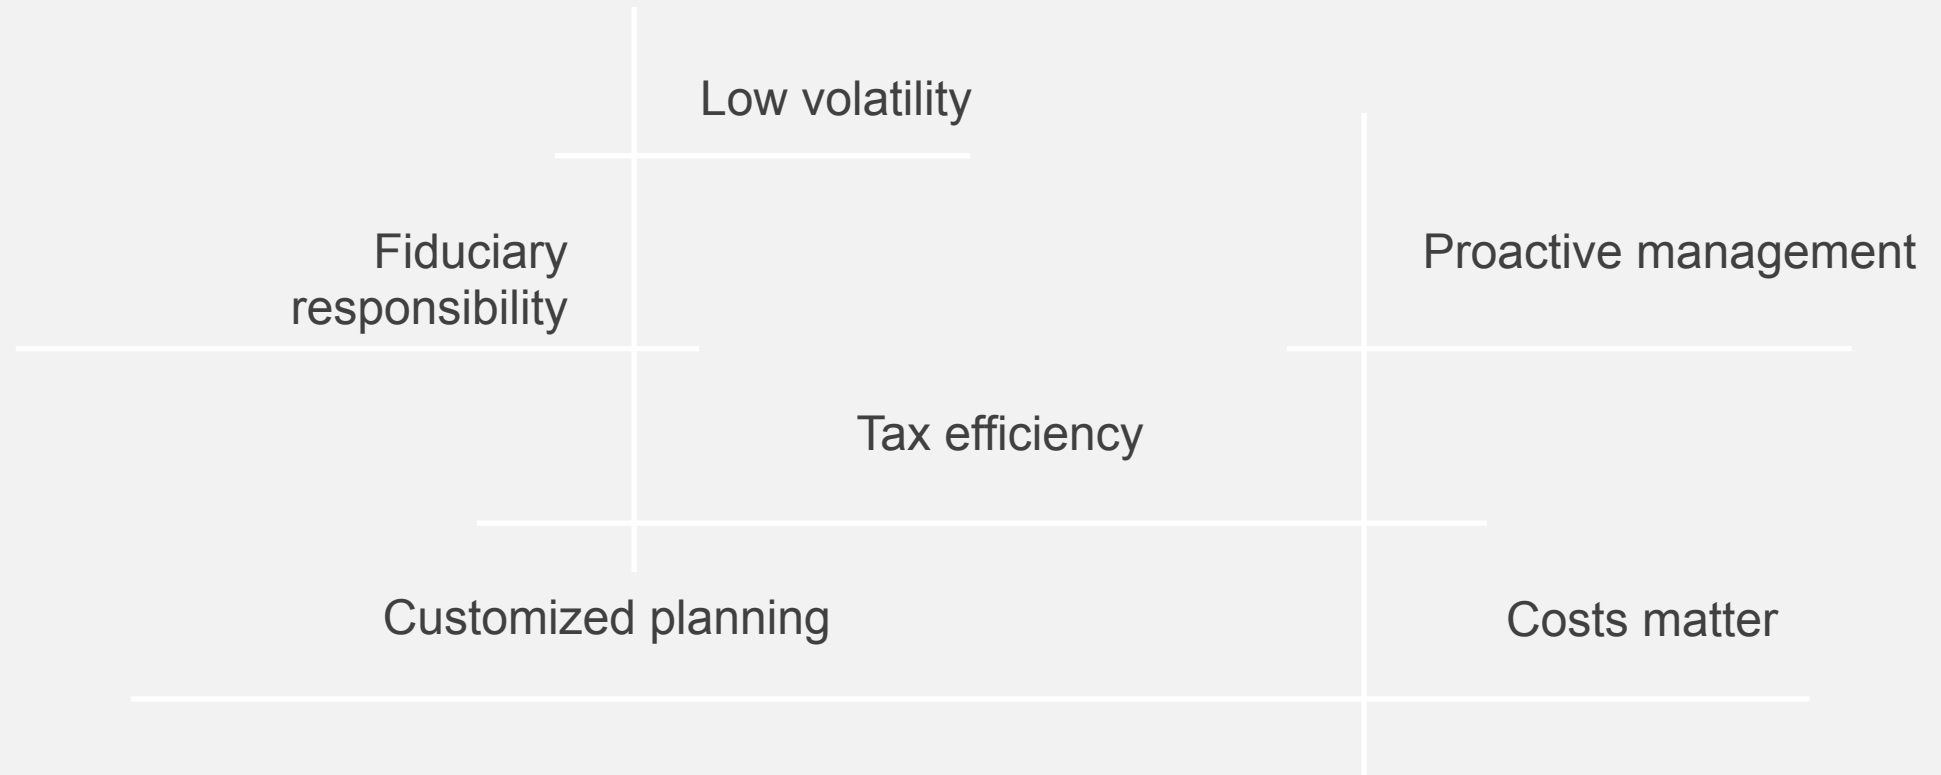 Low volatility
Fiduciary
responsibility
Proactive management
Tax efficiency
Customized planning
Costs matter